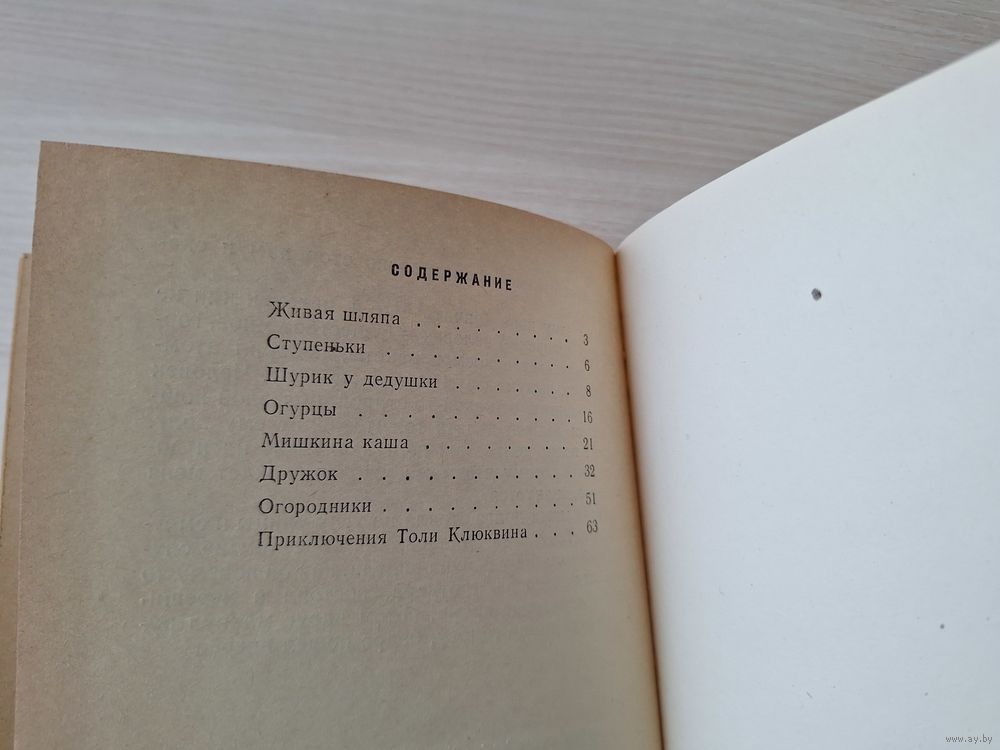 СОДЕРЖАНИЕ
Живая шляпа . . . . . . . . . 3
Ступеньки . . . . . . . . . . 6
Шурик у дедушки . . . . . . . 8
Огурцы . . . . . . . . . . . 16
Мишкина каша . . . . . . . . 21
Дружок . . . . . . . . . . . 32
Огородники . . . . . . . . . 51
Приключения Толи Клюквина . . . 63
www.ay.by